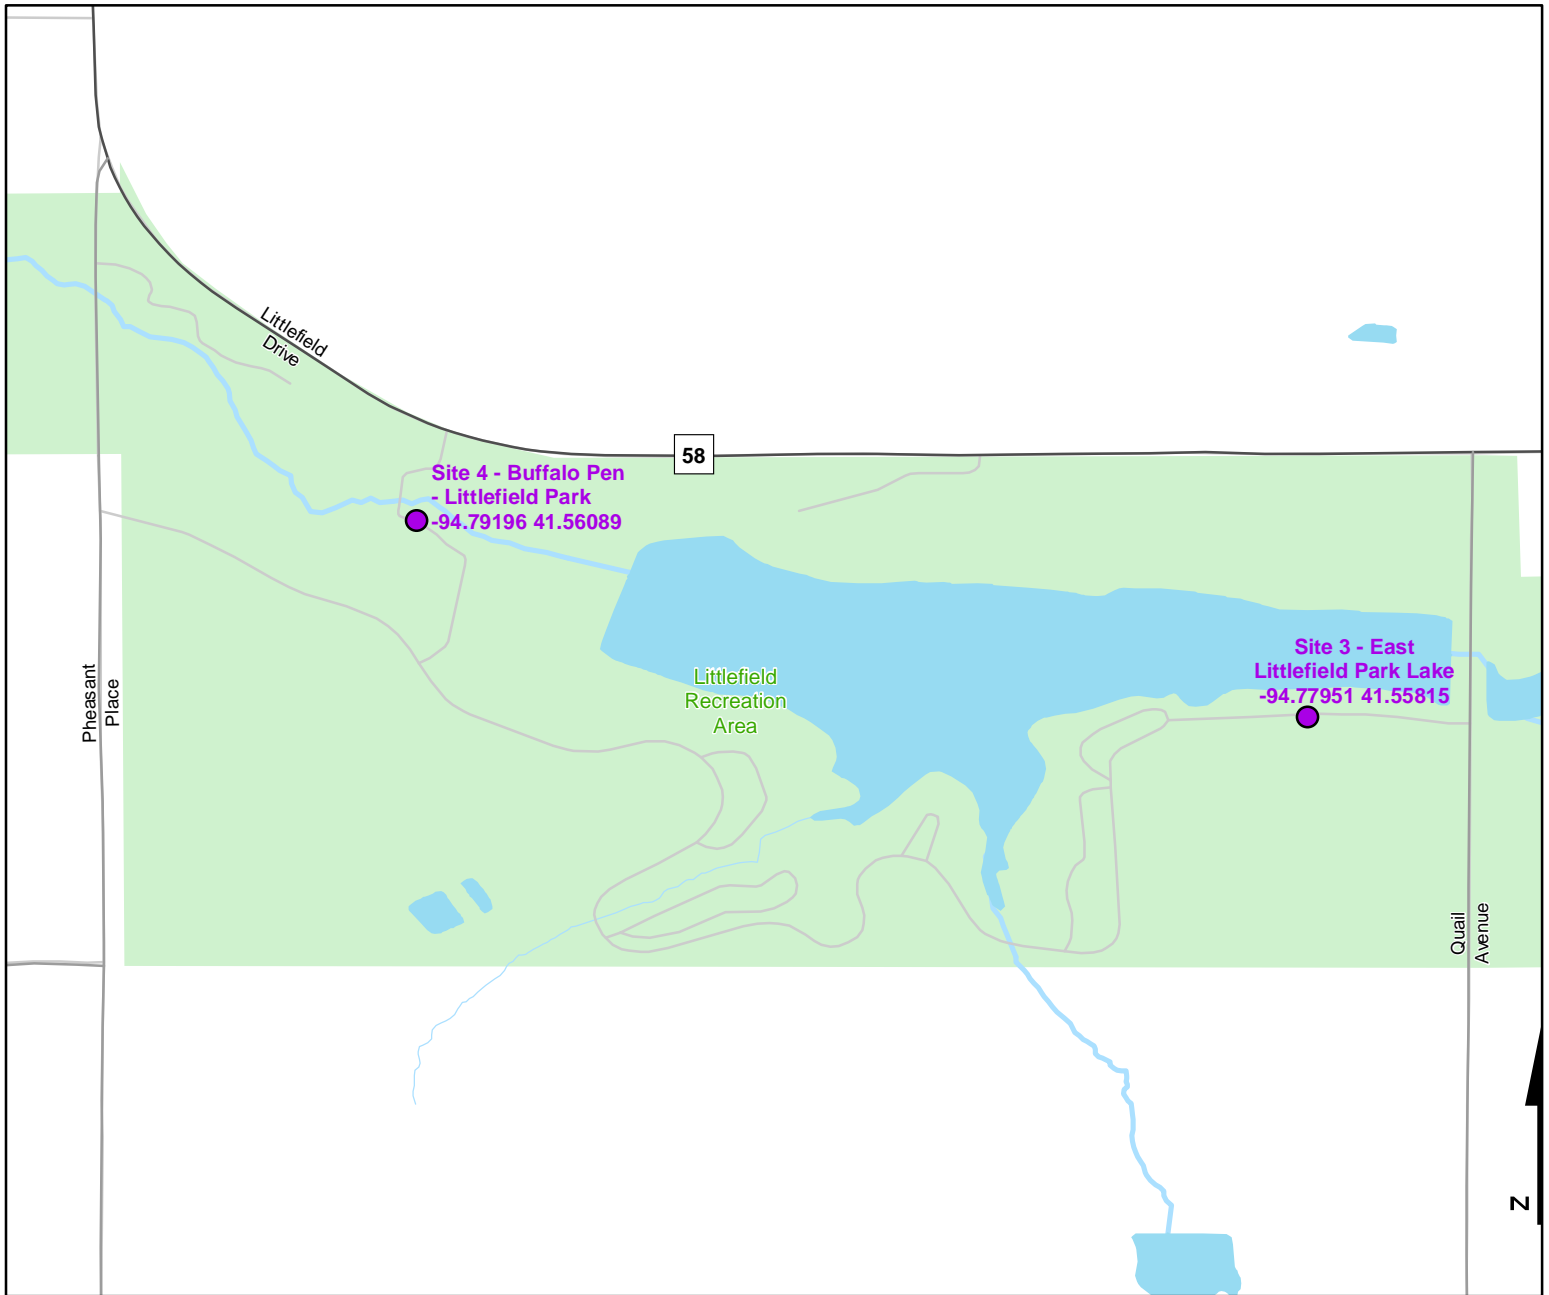 Littlefield
Drive
58
Site 4 - Buffalo Pen
- Littlefield Park
-94.79196 41.56089
Site 3 - East
Littlefield Park Lake
-94.77951 41.55815
Littlefield
Recreation
Area
Pheasant
Place
Quail
Avenue
N